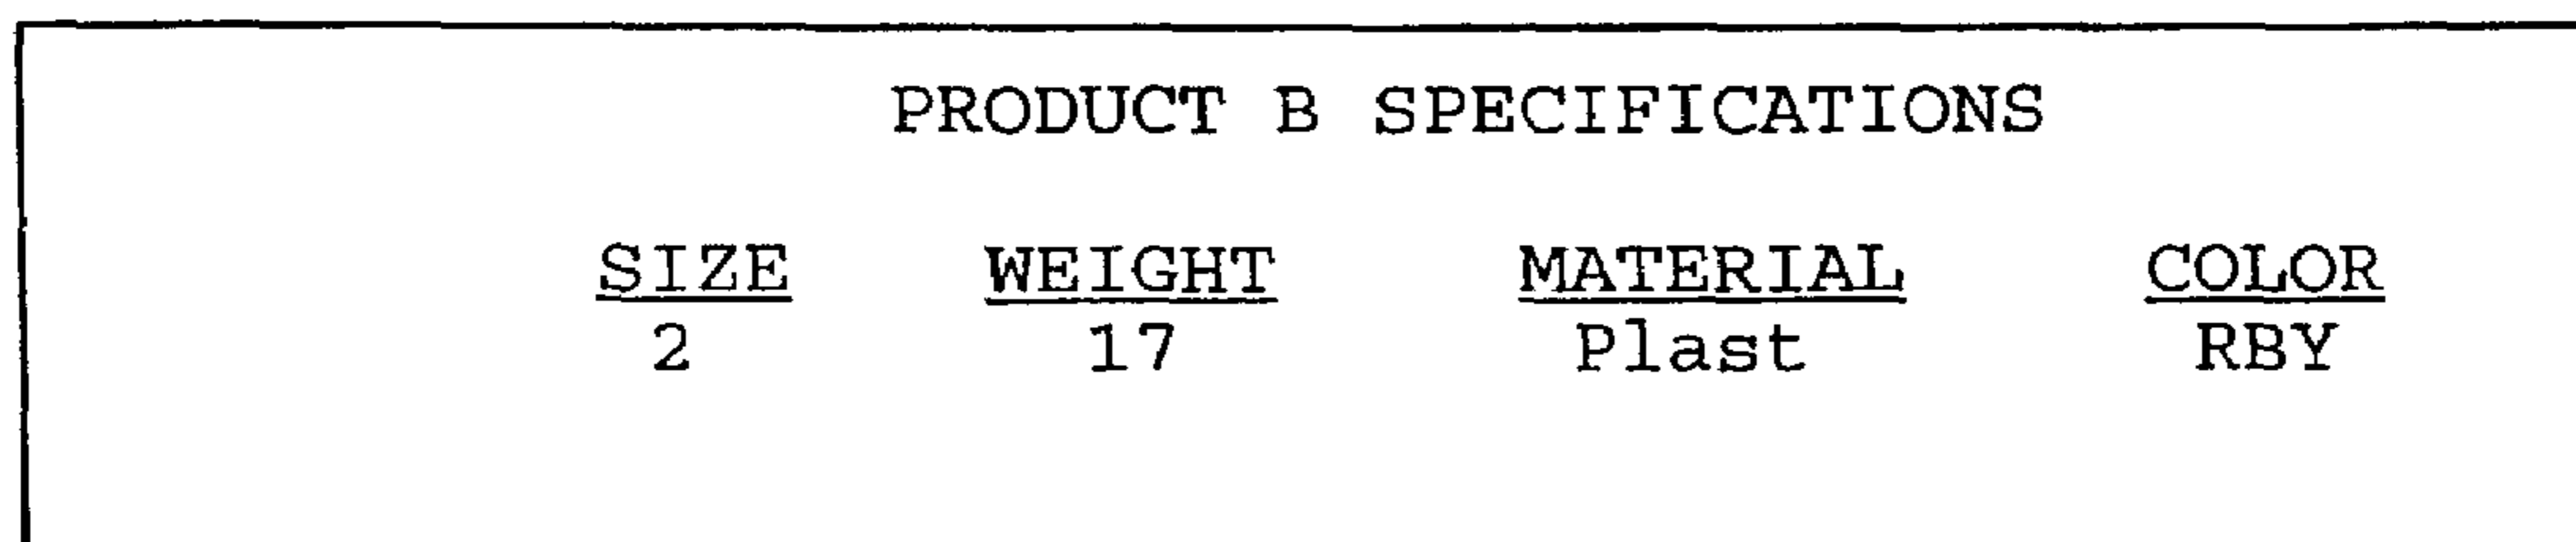 PRODUCT B SPECIFICATIONS
SIZE WEIGHT MATERIAL COLOR
2 17 Plast RBY